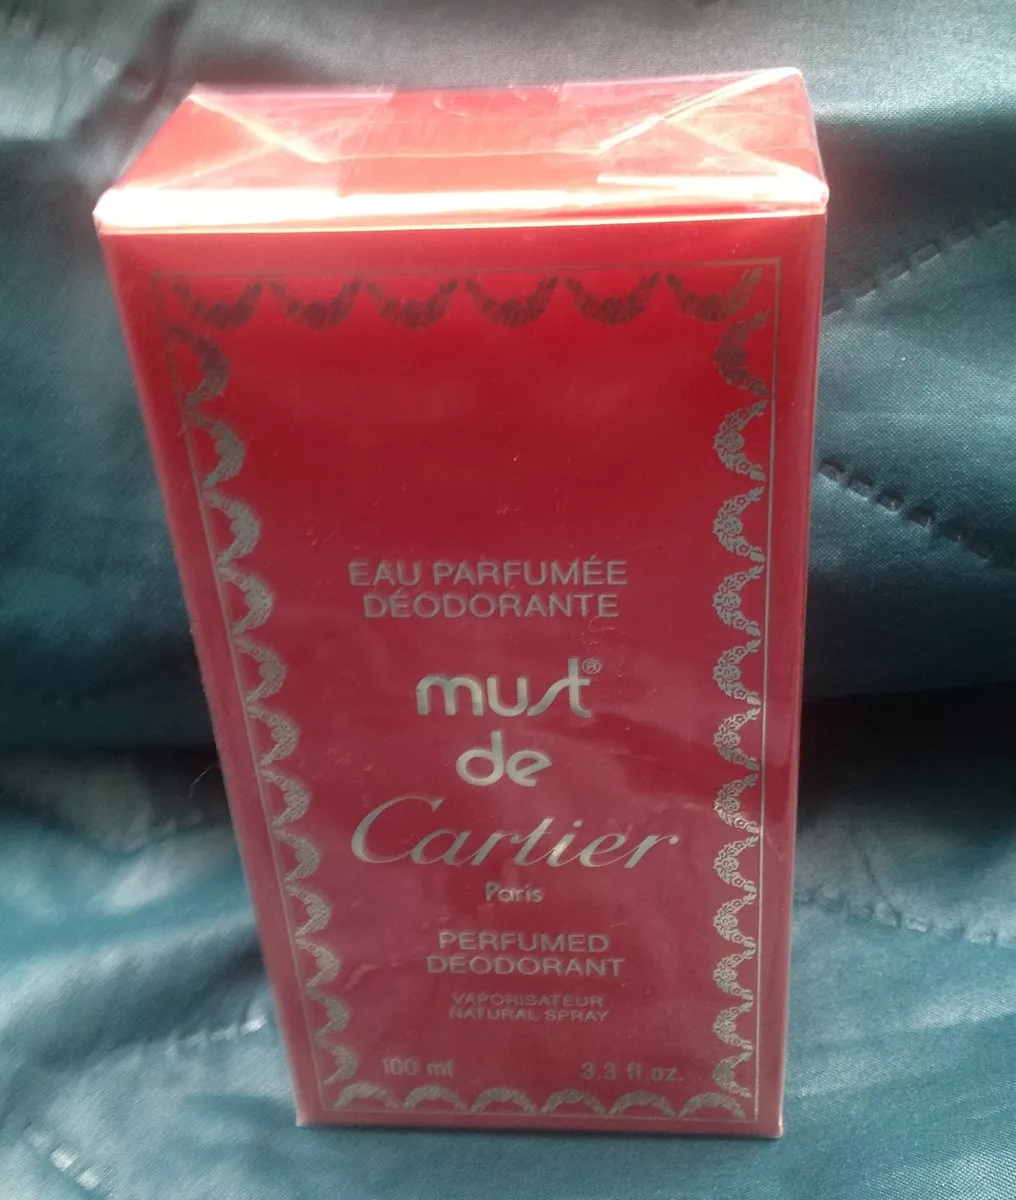 EAU PARFUMÉE
DÉODORANTE
must®
de
Cartier
Paris
PERFUMED
DEODORANT
VAPORISATEUR
NATURAL SPRAY
100 ml 3.3 fl.oz.